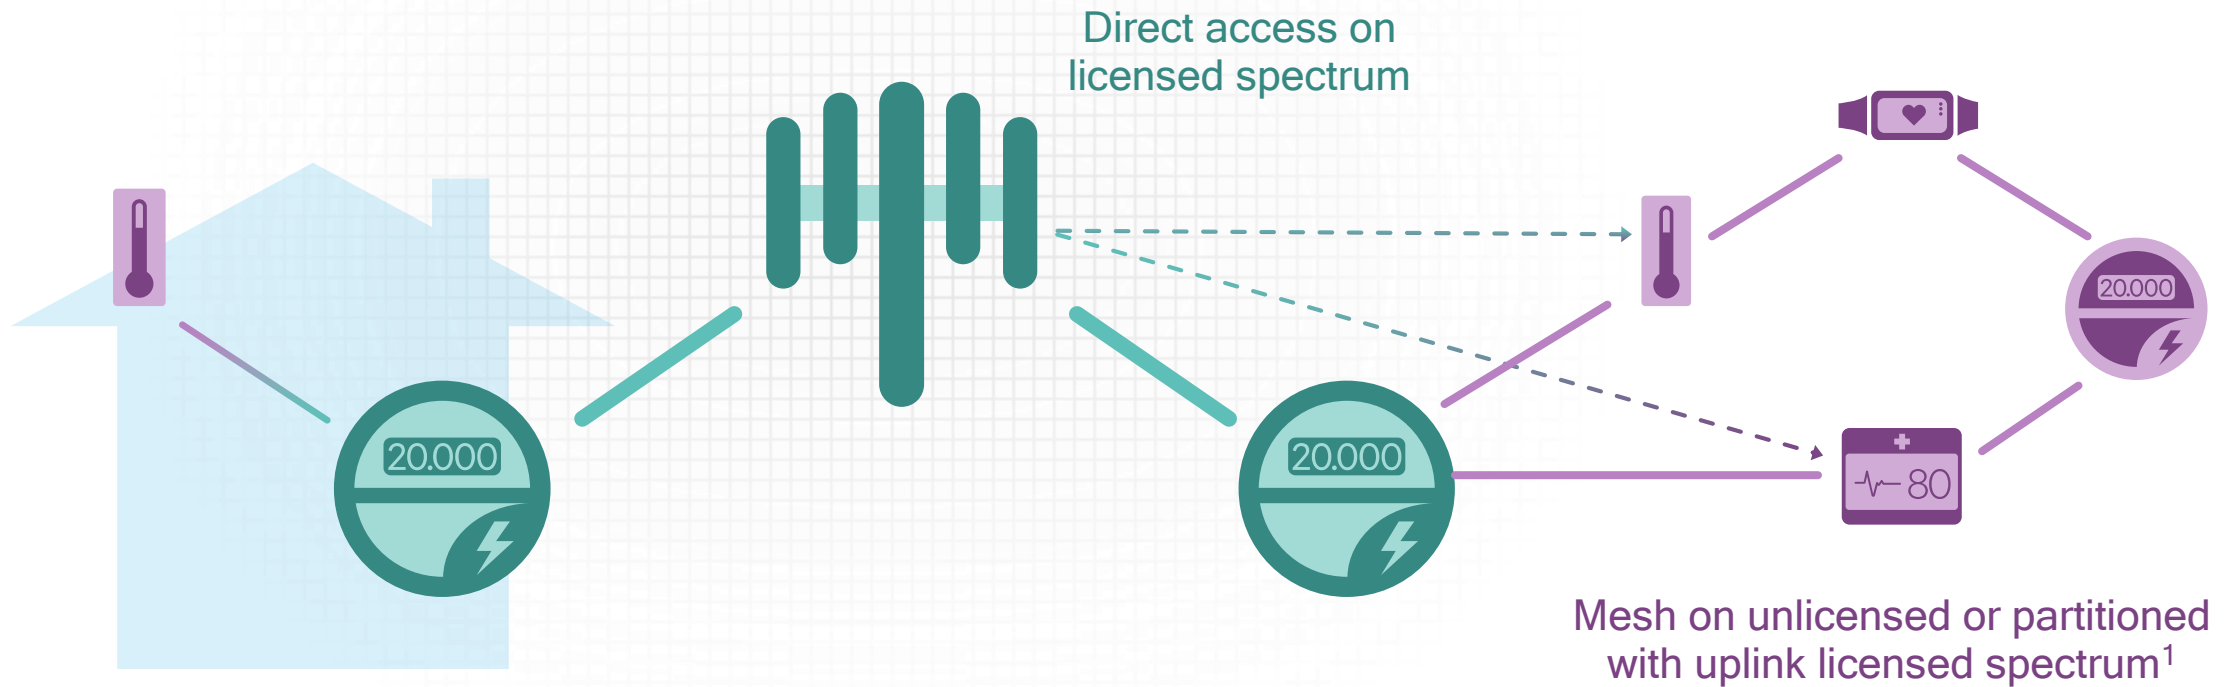 Direct access on
licensed spectrum
20.000
20.000
20.000
80
Mesh on unlicensed or partitioned
with uplink licensed spectrum¹